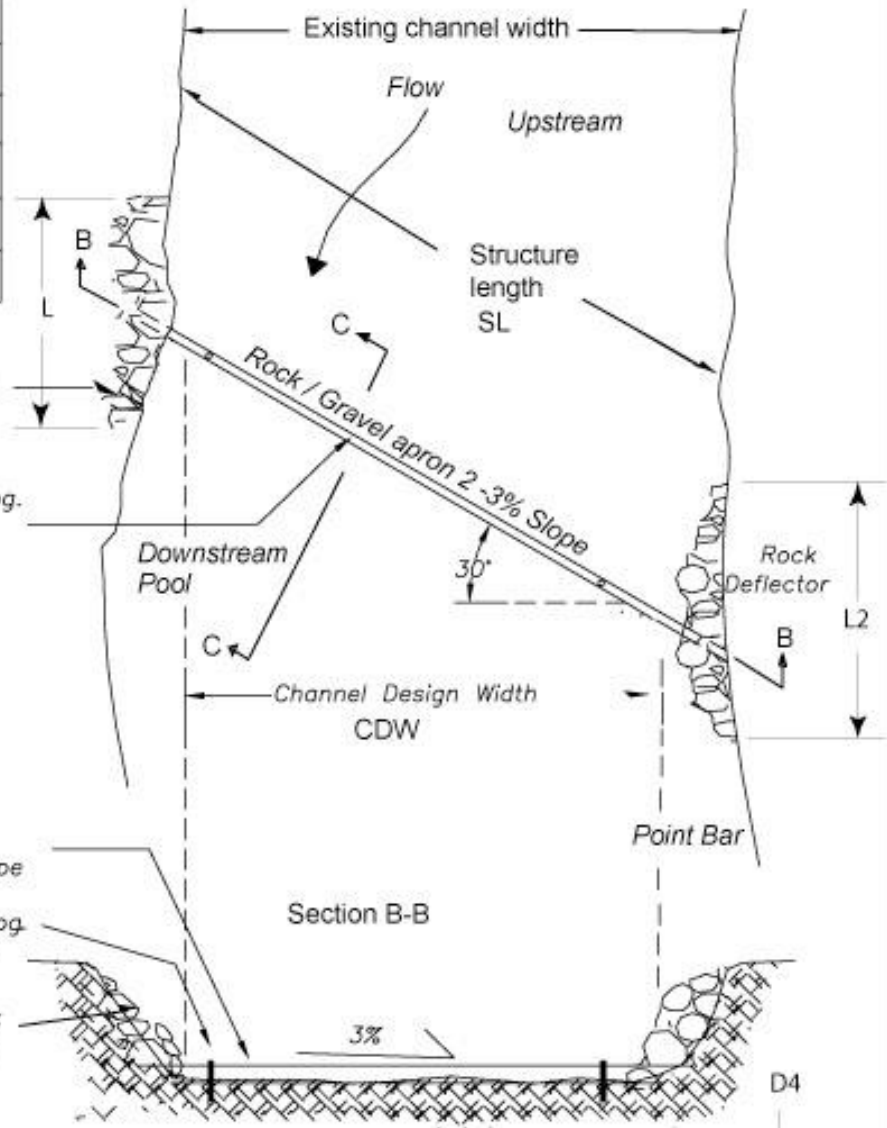 Existing channel width
Flow
Upstream
B
L
Structure
length
SL
C
Rock / Gravel apron 2 -3% Slope
Downstream
Pool
30°
Rock
Deflector
L2
B
C
Channel Design Width
CDW
Point Bar
Section B-B
3%
D4